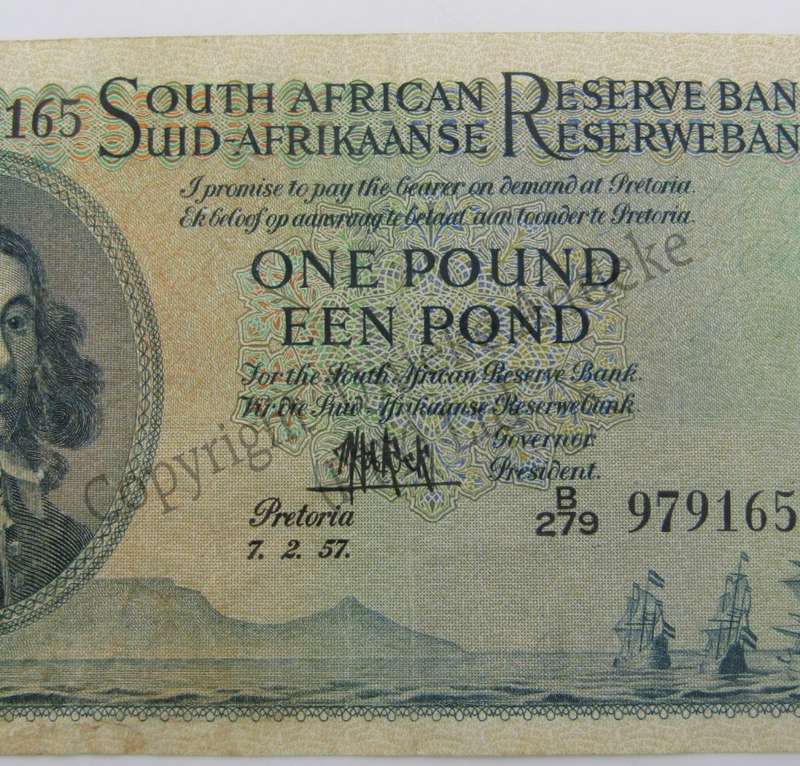 165
SOUTH AFRICAN RESERVE BAN
SUID-AFRIKAANSE RESERWEBAN
I promise to pay the bearer on demand at Pretoria.
Ek beloof op aanvraag te betaal aan toonder te Pretoria.
ONE POUND
EEN POND
For the South African Reserve Bank.
Vir die Suid-Afrikaanse Reserwebank.
Governor
President.
Pretoria
7. 2. 57.
B
279 979165
Copyright